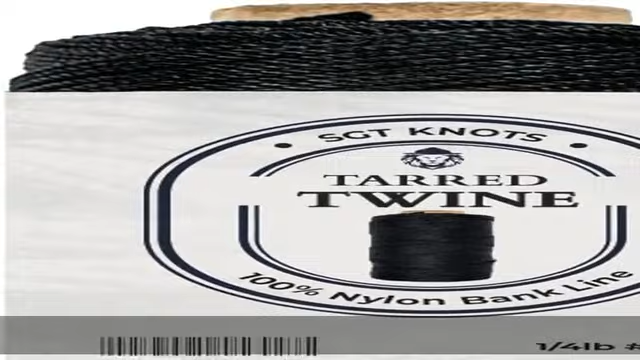 SGT KNOTS
TARRED
TWINE
100% Nylon Bank Line
1/4lb #